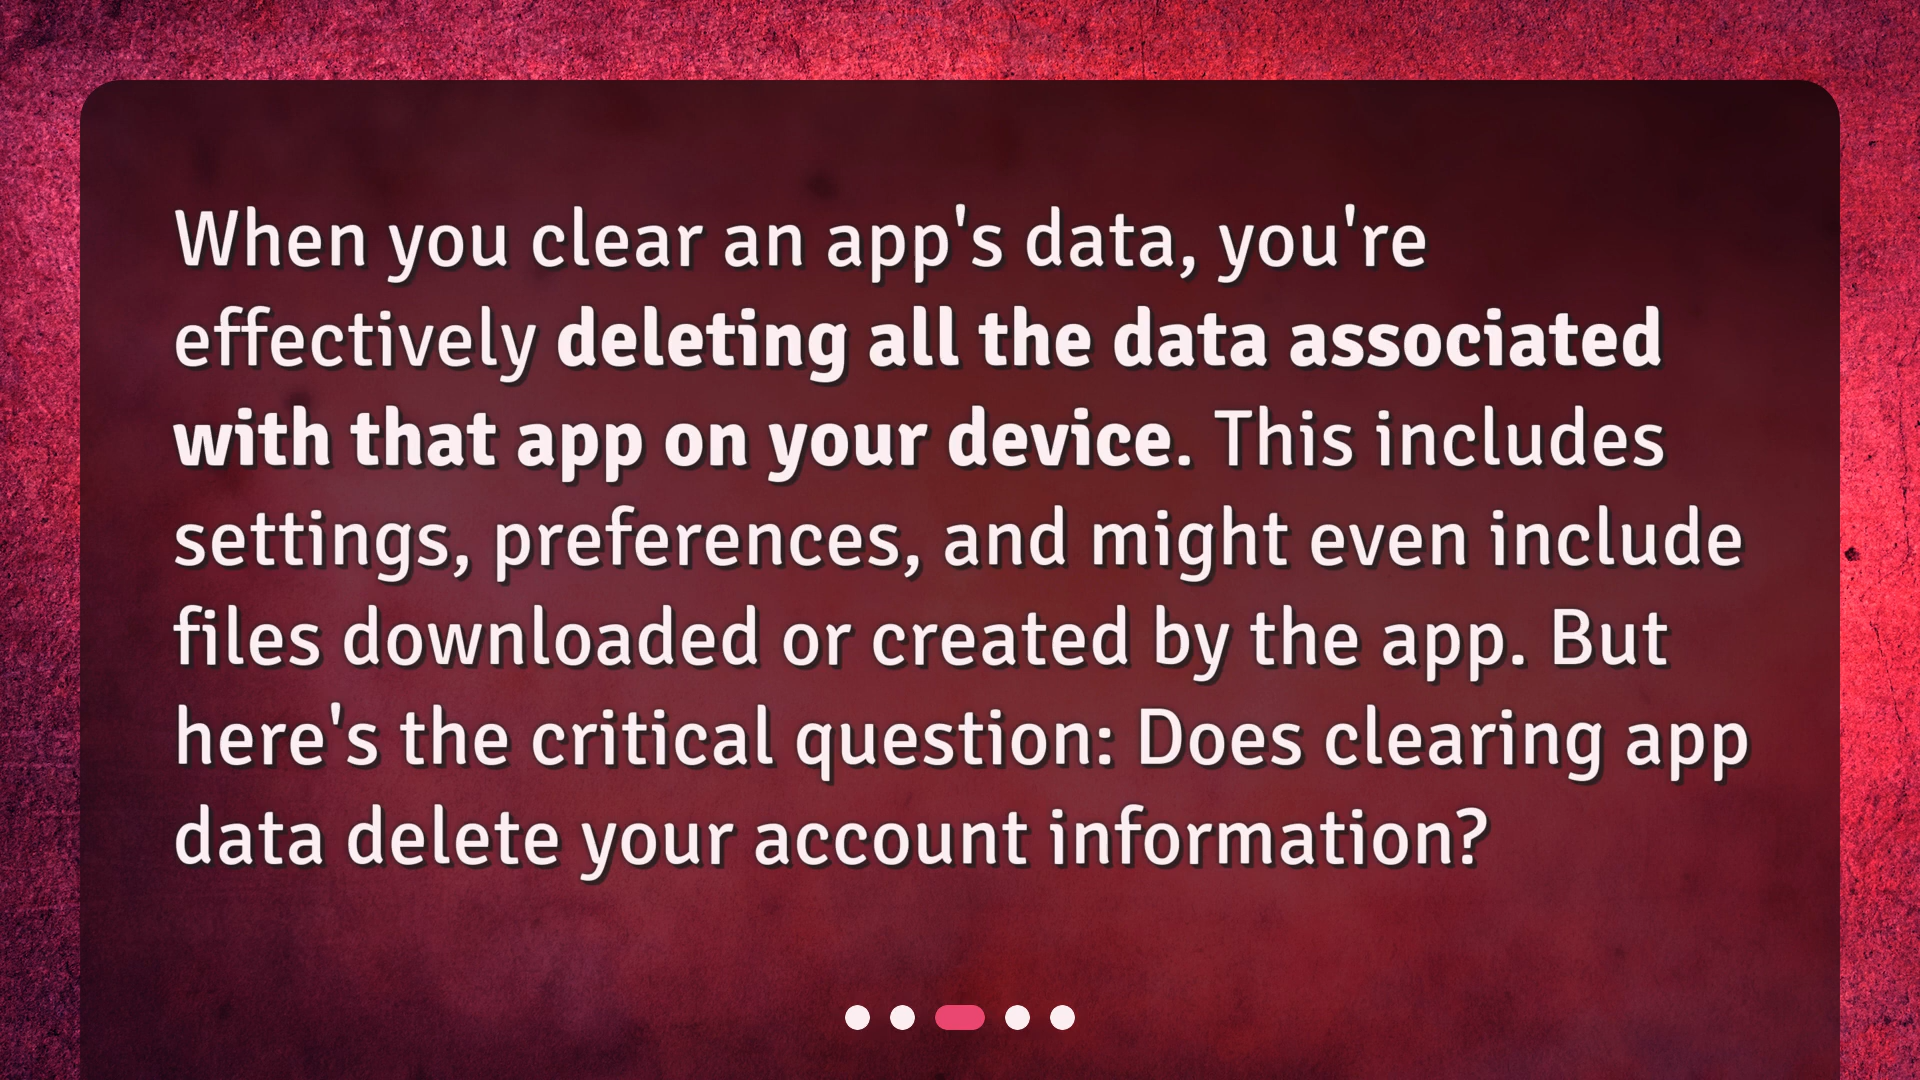 When you clear an app's data, you're
effectively deleting all the data associated
with that app on your device. This includes
settings, preferences, and might even include
files downloaded or created by the app. But
here's the critical question: Does clearing app
data delete your account information?